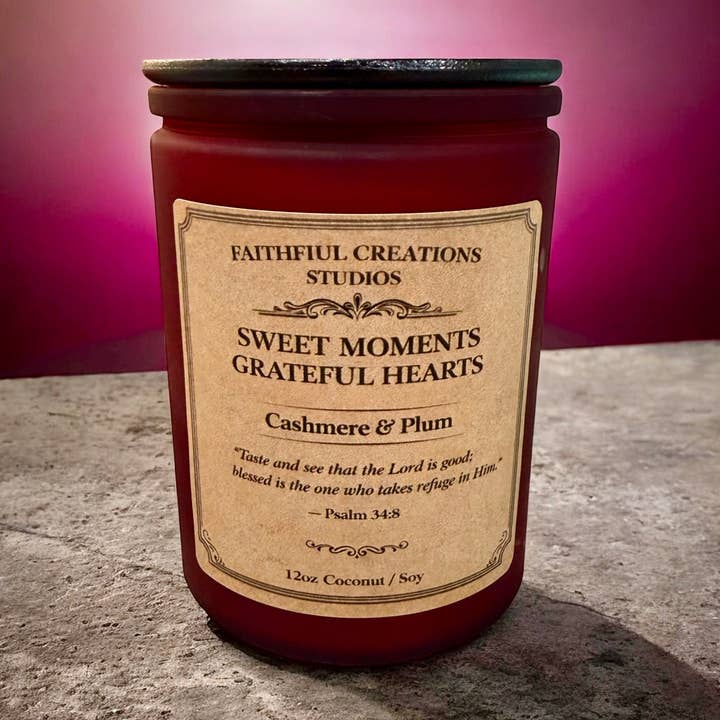 FAITHFIUL CREATIONS
STUDIOS
SWEET MOMENTS
GRATEFUL HEARTS
Cashmere & Plum
“Taste and see that the Lord is good;
blessed is the one who takes refuge in Him.”
— Psalm 34:8
12oz Coconut / Soy